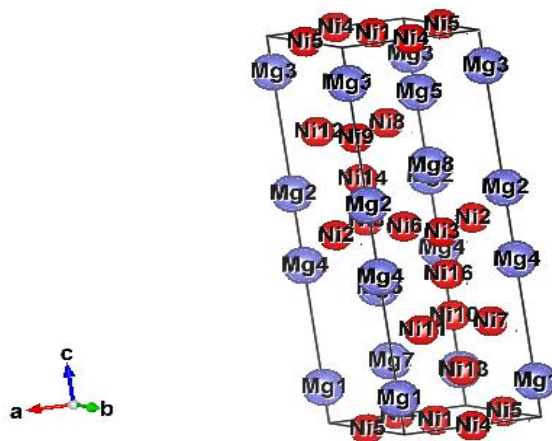 Ni4 Ni5
Ni5 Ni1 Ni4
Mg3 Mg3 Mg3 Mg3
Mg5
Ni12 Ni9 Ni8
Ni14 Mg8
Mg2 Mg2 Mg2
Ni2 Ni6 Ni3 Ni2
Mg4 Mg4 Mg4 Mg4
Ni16
Ni11 Ni10 Ni7
Mg7 Ni13
Mg1 Mg1 Mg1
Ni5 Ni1 Ni4 Ni5
c
a b